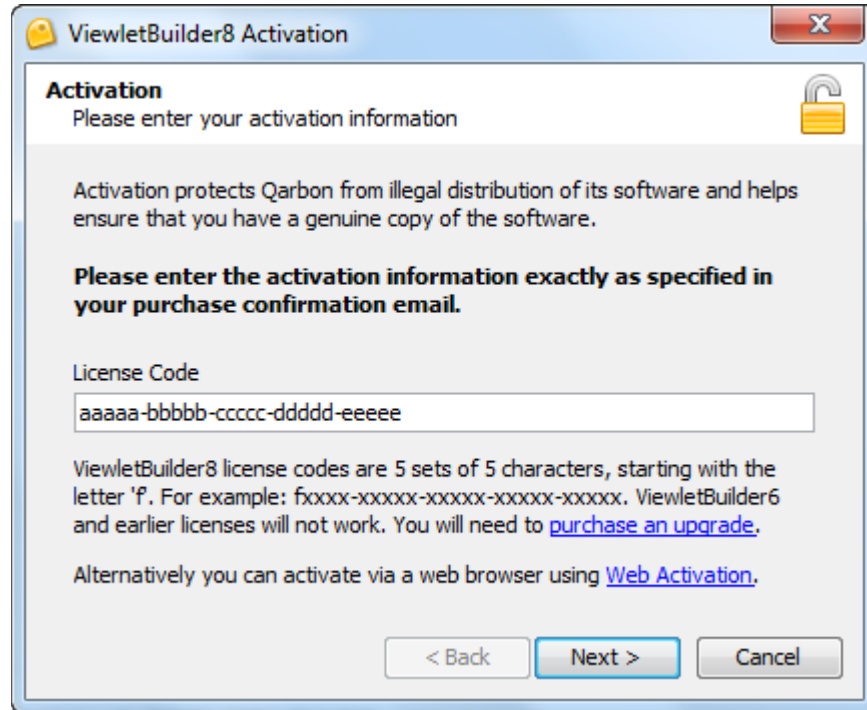 ViewletBuilder8 Activation
Activation
Please enter your activation information
Activation protects Qarbon from illegal distribution of its software and helps
ensure that you have a genuine copy of the software.
Please enter the activation information exactly as specified in
your purchase confirmation email.
License Code
aaaaa-bbbbb-ccccc-ddddd-eeeee
ViewletBuilder8 license codes are 5 sets of 5 characters, starting with the
letter 'f'. For example: fxxxx-xxxxx-xxxxx-xxxxx-xxxxx. ViewletBuilder6
and earlier licenses will not work. You will need to purchase an upgrade.
Alternatively you can activate via a web browser using Web Activation.
< Back Next > Cancel